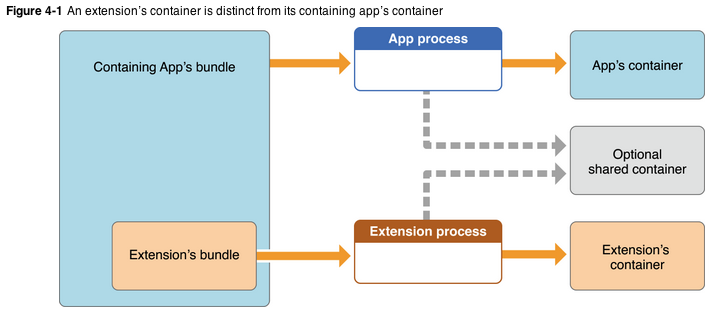 Figure 4-1 An extension’s container is distinct from its containing app’s container
App process
Containing App’s bundle
App’s container
Optional
shared container
Extension process
Extension’s bundle
Extension’s
container